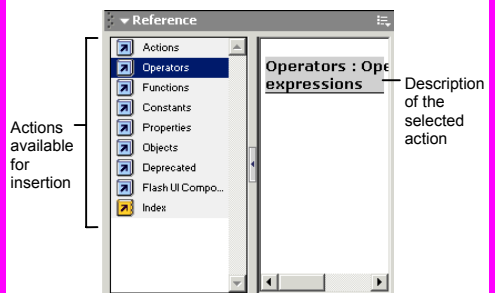 Reference
Actions
Operators
Functions
Constants
Properties
Objects
Deprecated
Flash UI Compo...
Index
Operators : Ope
expressions
Actions
available
for
insertion
Description
of the
selected
action